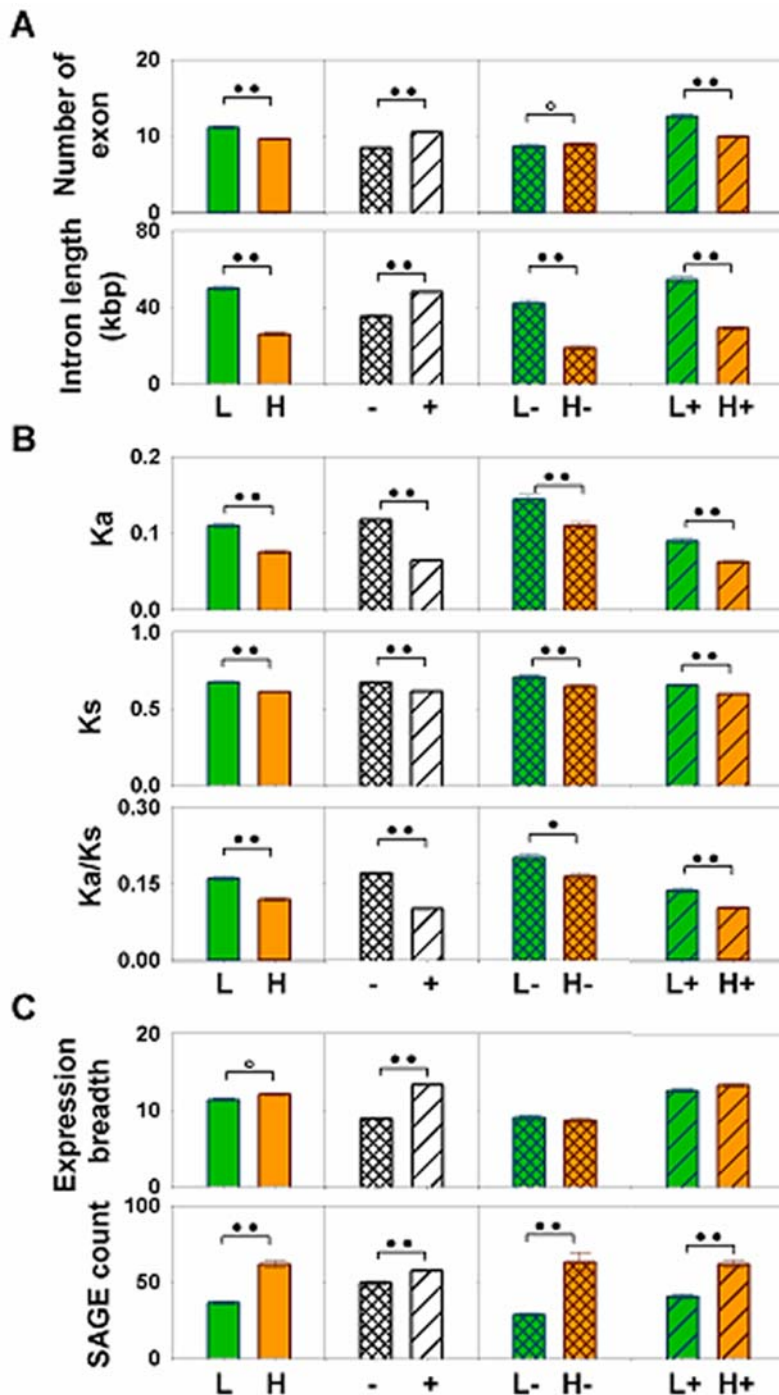 A
Number of exon
20
10
0
Intron length (kbp)
80
40
0
L H - + L- H- L+ H+
B
Ka
0.2
0.1
0.0
Ks
1.0
0.5
0.0
Ka/Ks
0.30
0.15
0.00
L H - + L- H- L+ H+
C
Expression breadth
20
10
0
SAGE count
100
50
0
L H - + L- H- L+ H+